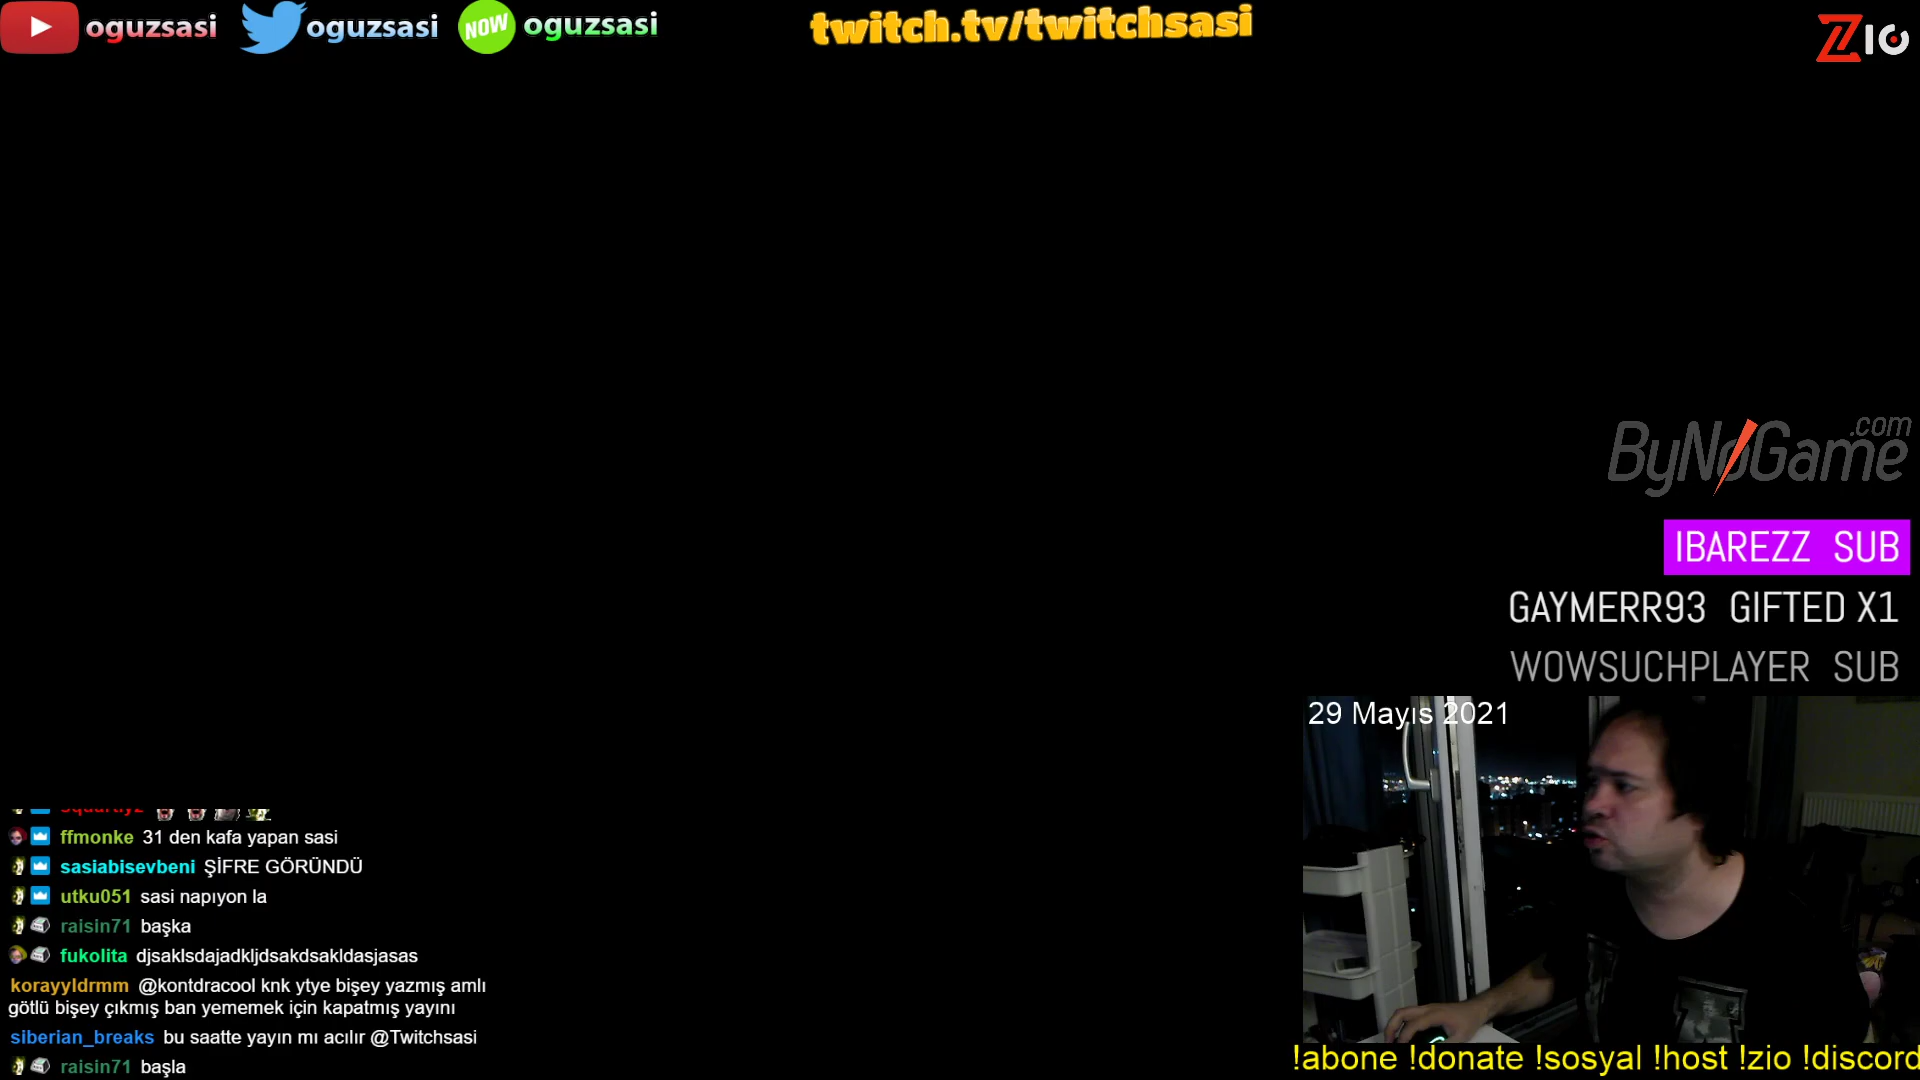 oguzsasi oguzsasi NOW oguzsasi twitch.tv/twitchsasi ZIO
ByNoGame.com
IBAREZZ SUB
GAYMERR93 GIFTED X1
WOWSUCHPLAYER SUB
29 Mayıs 2021
ffmonke 31 den kafa yapan sasi
sasiabisevbeni ŞİFRE GÖRÜNDÜ
utku051 sasi napıyon la
raisin71 başka
fukolita djsaklsdajadkljdsakdsakldasjasas
korayyldrmm @kontdracool knk ytye bişey yazmış amlı
götlü bişey çıkmış ban yememek için kapatmış yayını
siberian_breaks bu saatte yayın mı acılır @Twitchsasi
raisin71 başla
!abone !donate !sosyal !host !zio !discord